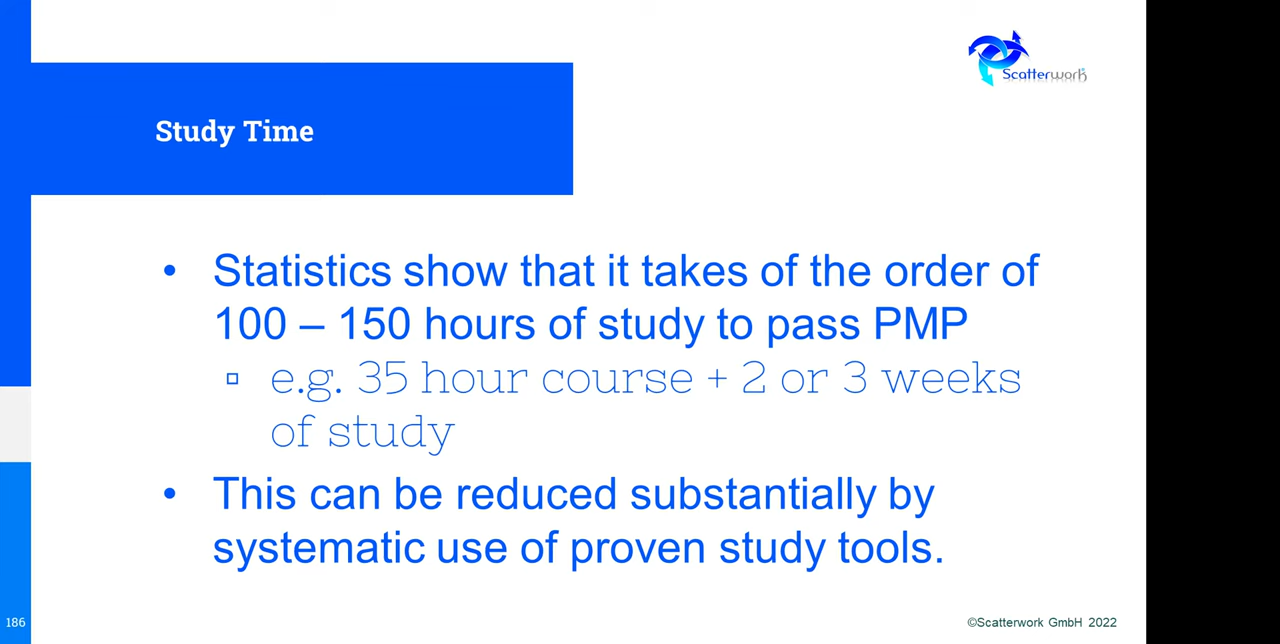 Scatterwork
Study Time
• Statistics show that it takes of the order of
100 – 150 hours of study to pass PMP
▫ e.g. 35 hour course + 2 or 3 weeks
of study
• This can be reduced substantially by
systematic use of proven study tools.
186
©Scatterwork GmbH 2022